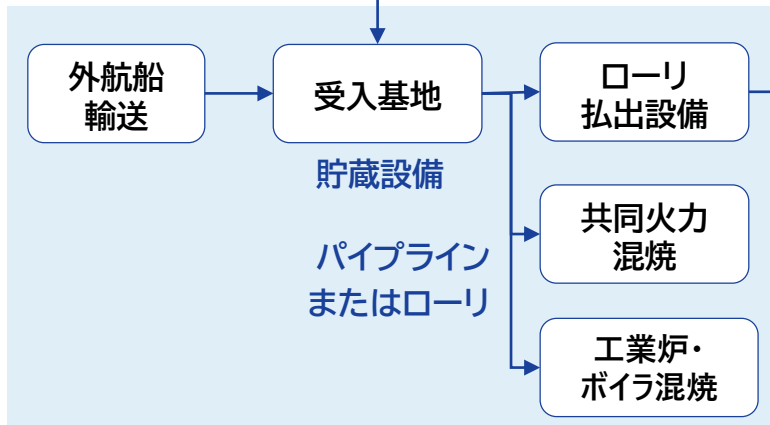 外航船
輸送
受入基地
ローリ
払出設備
貯蔵設備
パイプライン
またはローリ
共同火力
混焼
工業炉・
ボイラ混焼